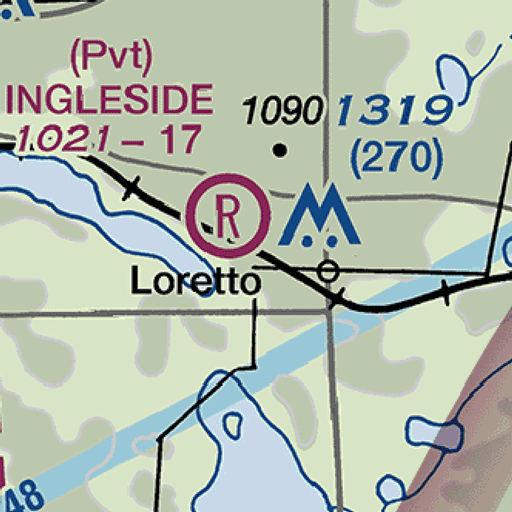 (Pvt)
INGLESIDE
1021 – 17
1090
1319
(270)
R
Loretto
48